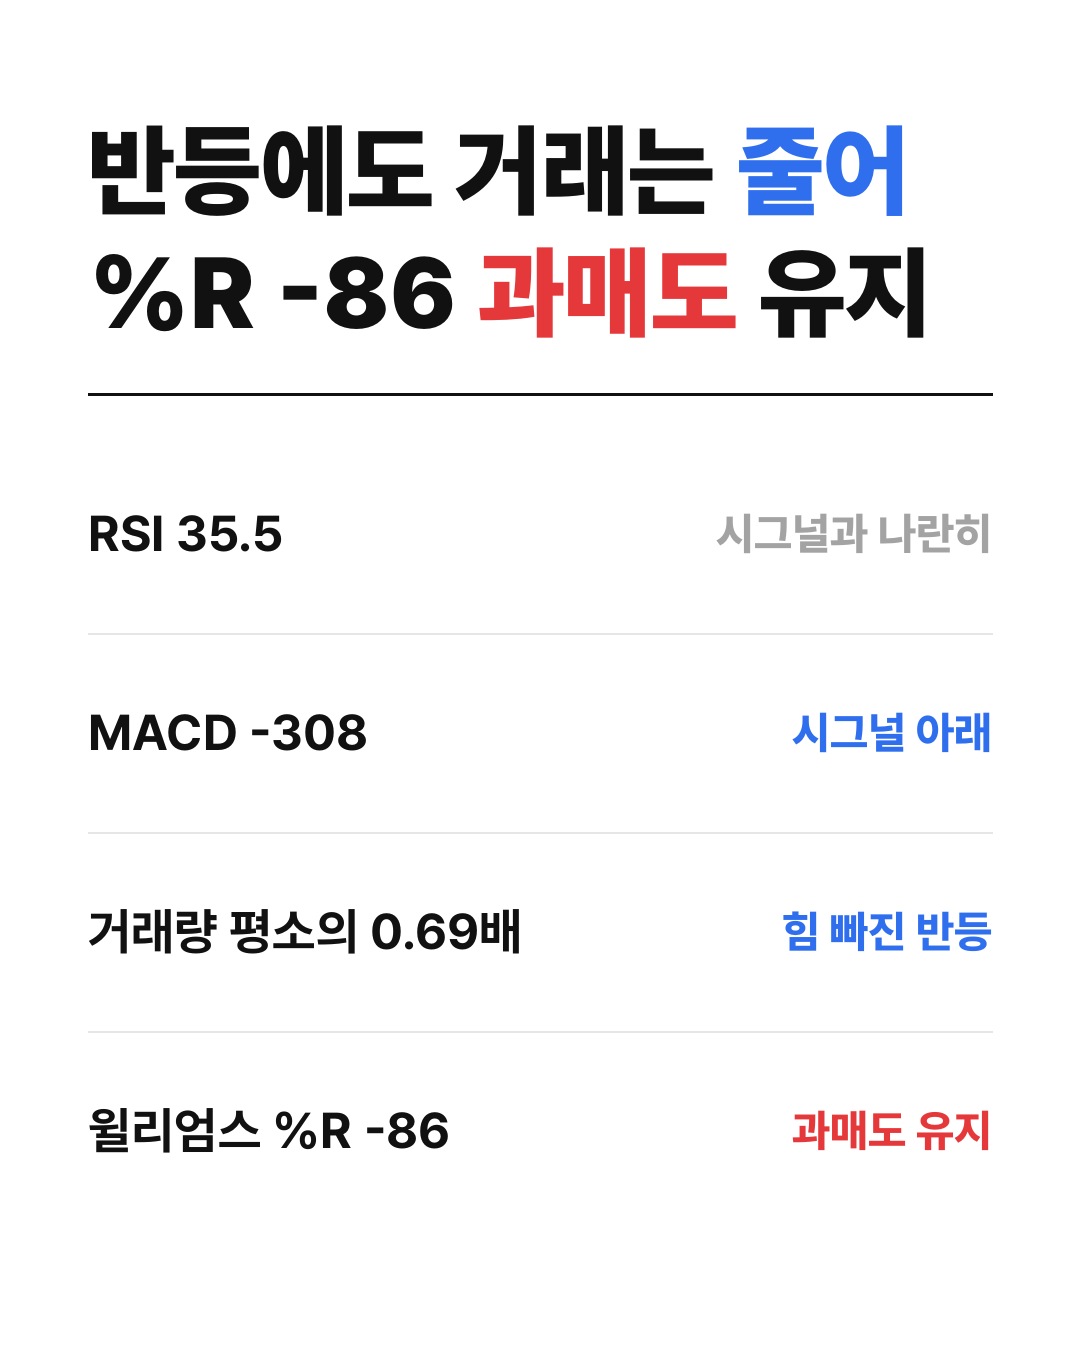 반등에도 거래는 줄어
%R -86 과매도 유지
RSI 35.5 시그널과 나란히
MACD -308 시그널 아래
거래량 평소의 0.69배 힘 빠진 반등
윌리엄스 %R -86 과매도 유지